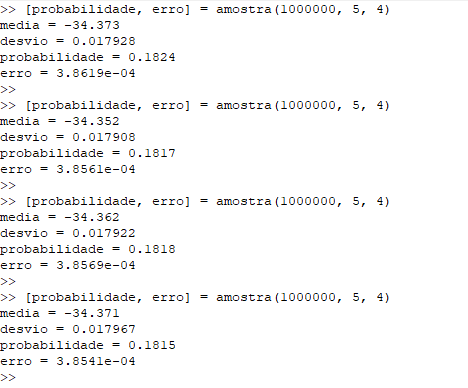 >> [probabilidade, erro] = amostra(1000000, 5, 4)
media = -34.373
desvio = 0.017928
probabilidade = 0.1824
erro = 3.8619e-04
>>
>> [probabilidade, erro] = amostra(1000000, 5, 4)
media = -34.352
desvio = 0.017908
probabilidade = 0.1817
erro = 3.8561e-04
>>
>> [probabilidade, erro] = amostra(1000000, 5, 4)
media = -34.362
desvio = 0.017922
probabilidade = 0.1818
erro = 3.8569e-04
>>
>> [probabilidade, erro] = amostra(1000000, 5, 4)
media = -34.371
desvio = 0.017967
probabilidade = 0.1815
erro = 3.8541e-04
>>